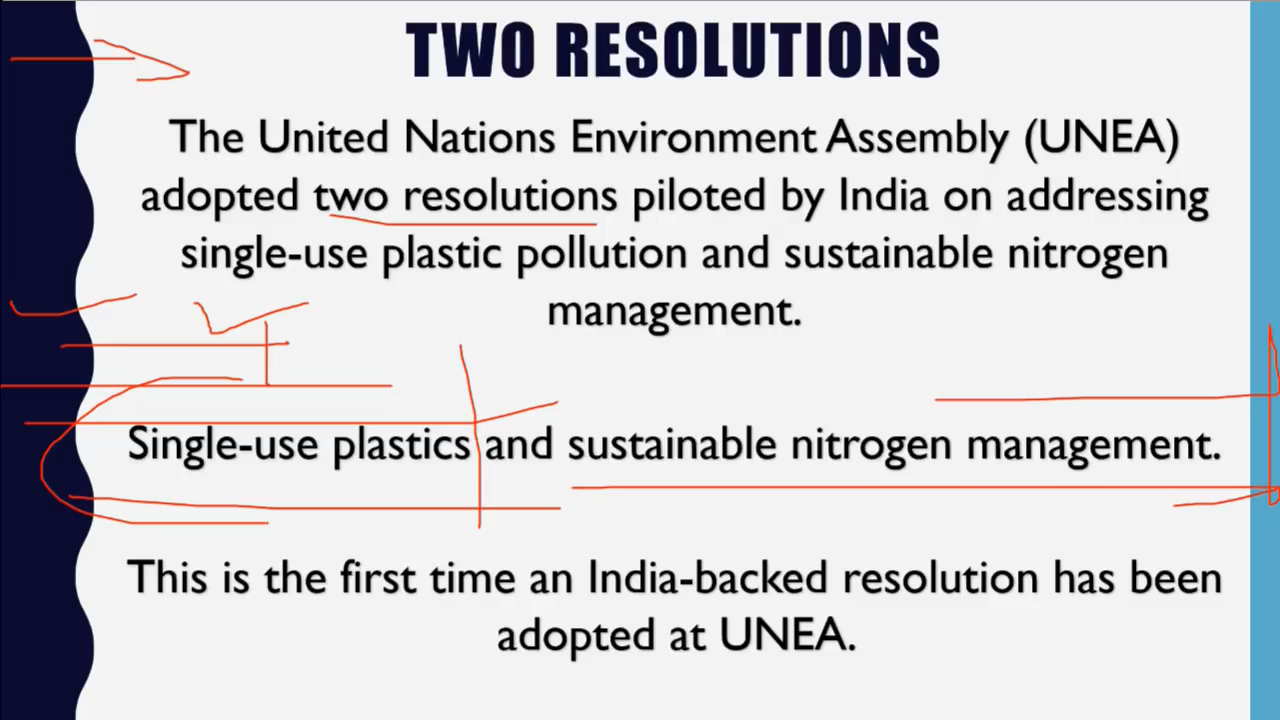 TWO RESOLUTIONS
The United Nations Environment Assembly (UNEA)
adopted two resolutions piloted by India on addressing
single-use plastic pollution and sustainable nitrogen
management.
Single-use plastics and sustainable nitrogen management.
This is the first time an India-backed resolution has been
adopted at UNEA.